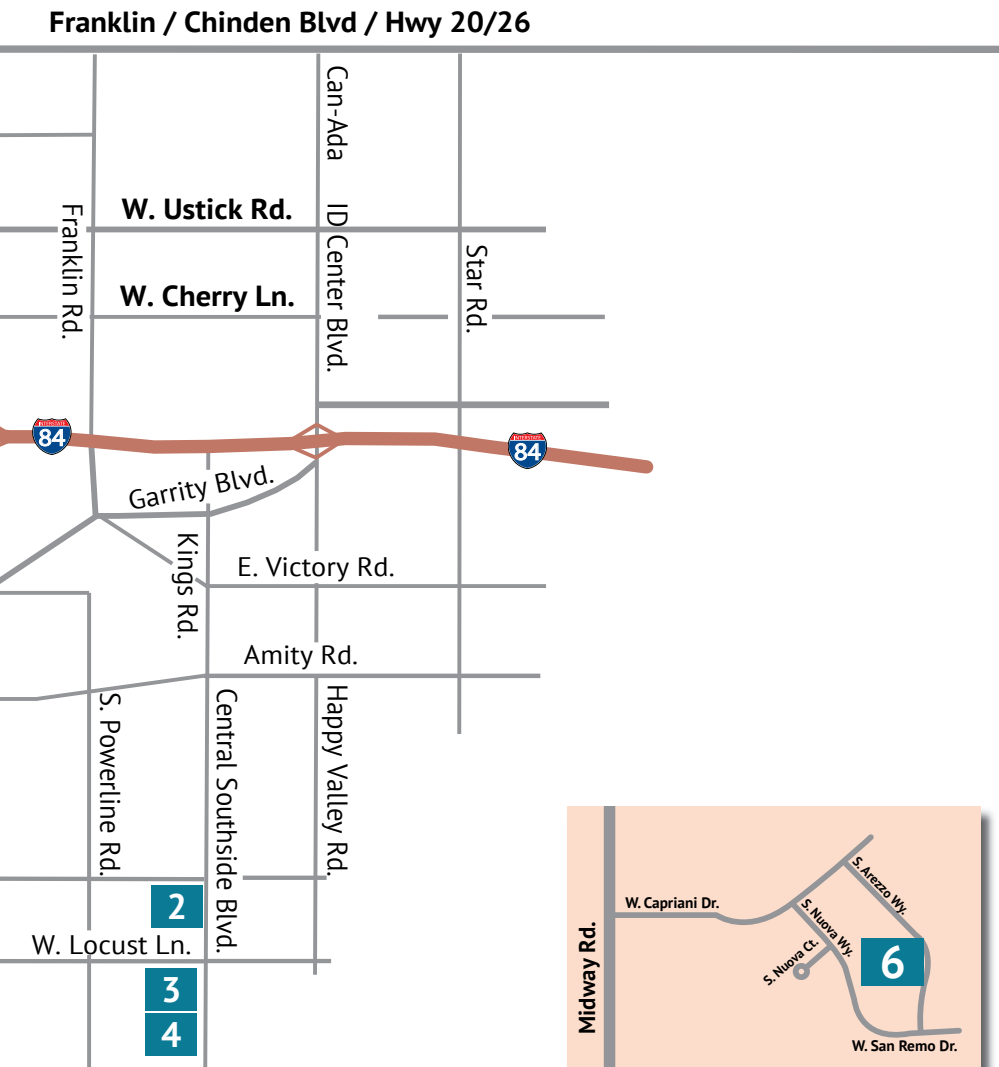 Franklin / Chinden Blvd / Hwy 20/26
Can-Ada
Franklin Rd.
W. Ustick Rd.
ID Center Blvd.
Star Rd.
W. Cherry Ln.
INTERSTATE
84
INTERSTATE
84
Garrity Blvd.
Kings Rd.
E. Victory Rd.
Amity Rd.
S. Powerline Rd.
Central Southside Blvd.
Happy Valley Rd.
2
W. Locust Ln.
3
4
Midway Rd.
W. Capriani Dr.
S. Arezzo Wy.
S. Nuova Wy.
S. Nuova Ct.
6
W. San Remo Dr.